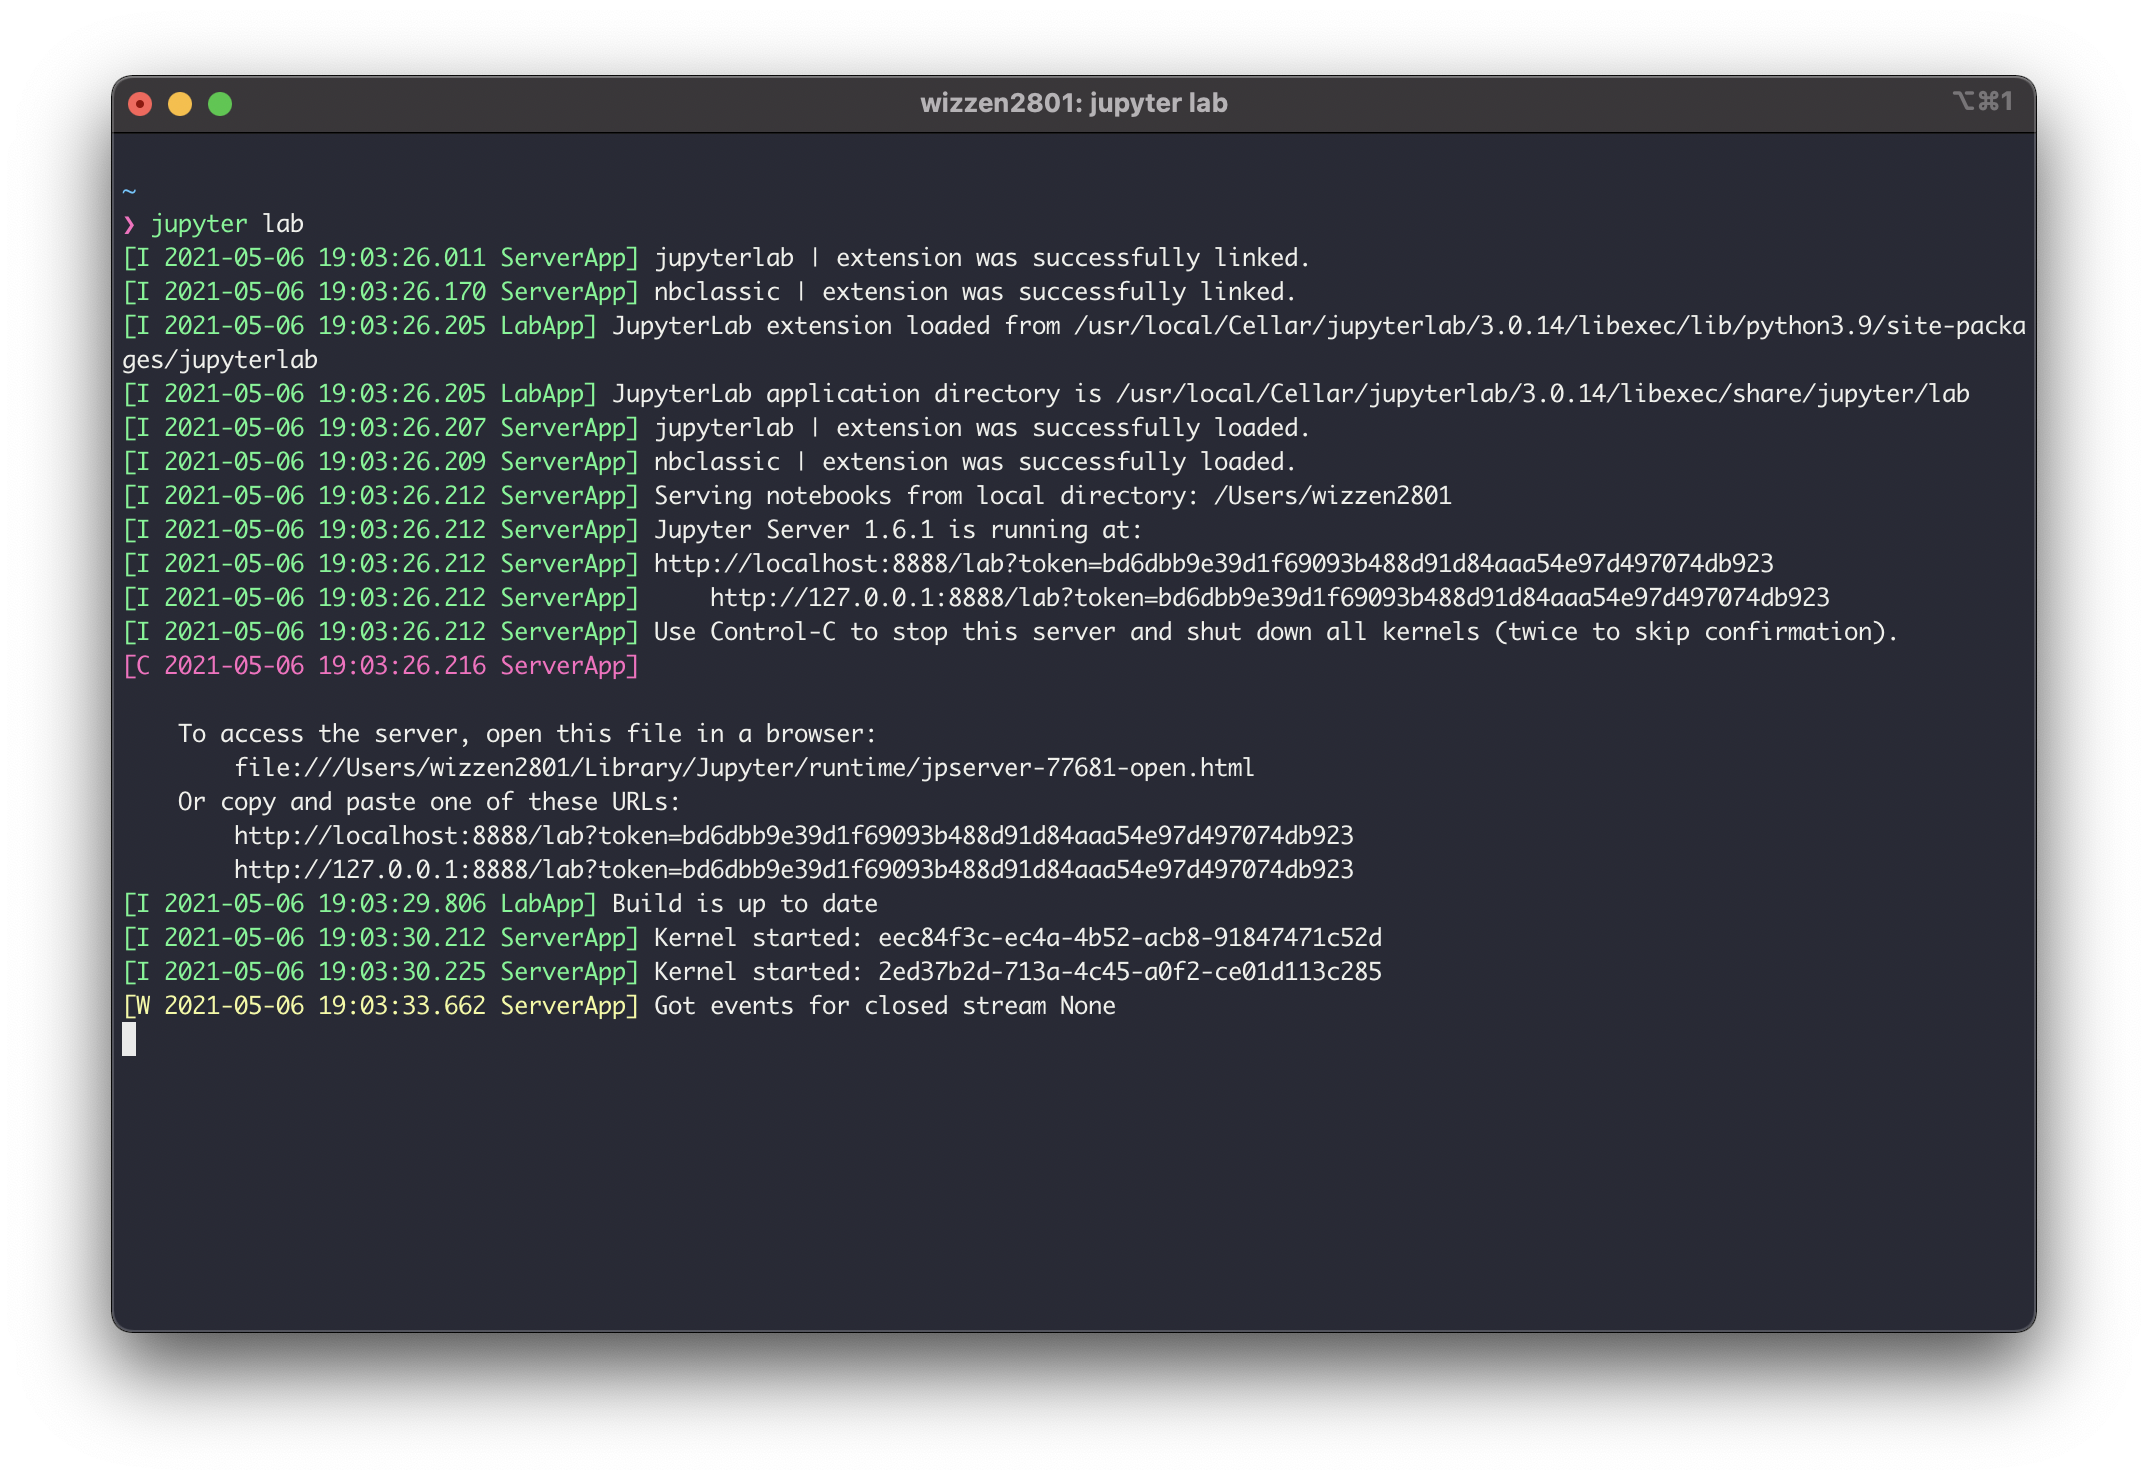 wizzen2801: jupyter lab
⌥⌘1
~
❯ jupyter lab
[I 2021-05-06 19:03:26.011 ServerApp] jupyterlab | extension was successfully linked.
[I 2021-05-06 19:03:26.170 ServerApp] nbclassic | extension was successfully linked.
[I 2021-05-06 19:03:26.205 LabApp] JupyterLab extension loaded from /usr/local/Cellar/jupyterlab/3.0.14/libexec/lib/python3.9/site-packa
ges/jupyterlab
[I 2021-05-06 19:03:26.205 LabApp] JupyterLab application directory is /usr/local/Cellar/jupyterlab/3.0.14/libexec/share/jupyter/lab
[I 2021-05-06 19:03:26.207 ServerApp] jupyterlab | extension was successfully loaded.
[I 2021-05-06 19:03:26.209 ServerApp] nbclassic | extension was successfully loaded.
[I 2021-05-06 19:03:26.212 ServerApp] Serving notebooks from local directory: /Users/wizzen2801
[I 2021-05-06 19:03:26.212 ServerApp] Jupyter Server 1.6.1 is running at:
[I 2021-05-06 19:03:26.212 ServerApp] http://localhost:8888/lab?token=bd6dbb9e39d1f69093b488d91d84aaa54e97d497074db923
[I 2021-05-06 19:03:26.212 ServerApp]     http://127.0.0.1:8888/lab?token=bd6dbb9e39d1f69093b488d91d84aaa54e97d497074db923
[I 2021-05-06 19:03:26.212 ServerApp] Use Control-C to stop this server and shut down all kernels (twice to skip confirmation).
[C 2021-05-06 19:03:26.216 ServerApp]
    To access the server, open this file in a browser:
        file:///Users/wizzen2801/Library/Jupyter/runtime/jpserver-77681-open.html
    Or copy and paste one of these URLs:
        http://localhost:8888/lab?token=bd6dbb9e39d1f69093b488d91d84aaa54e97d497074db923
        http://127.0.0.1:8888/lab?token=bd6dbb9e39d1f69093b488d91d84aaa54e97d497074db923
[I 2021-05-06 19:03:29.806 LabApp] Build is up to date
[I 2021-05-06 19:03:30.212 ServerApp] Kernel started: eec84f3c-ec4a-4b52-acb8-91847471c52d
[I 2021-05-06 19:03:30.225 ServerApp] Kernel started: 2ed37b2d-713a-4c45-a0f2-ce01d113c285
[W 2021-05-06 19:03:33.662 ServerApp] Got events for closed stream None